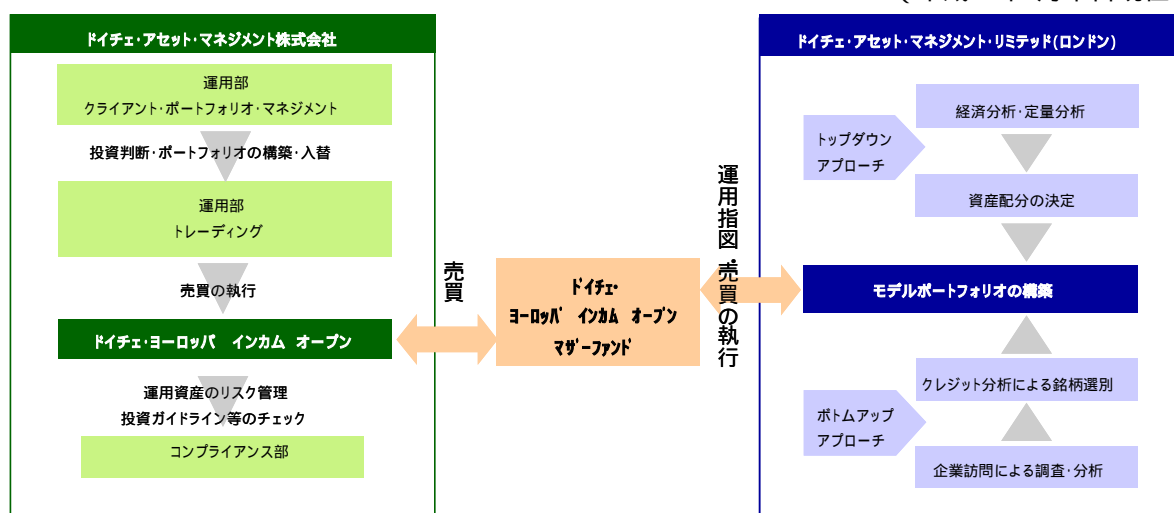 ドイチェ・アセット・マネジメント株式会社
運用部
クライアント・ポートフォリオ・マネジメント
投資判断・ポートフォリオの構築・入替
運用部
トレーディング
売買の執行
ドイチェ・ヨーロッパ インカム オープン
運用資産のリスク管理
投資ガイドライン等のチェック
コンプライアンス部
売買
ドイチェ・
ヨーロッパ インカム オープン
マザーファンド
運用指図・売買の執行
ドイチェ・アセット・マネジメント・リミテッド(ロンドン)
経済分析・定量分析
トップダウン
アプローチ
資産配分の決定
モデルポートフォリオの構築
クレジット分析による銘柄選別
ボトムアップ
アプローチ
企業訪問による調査・分析